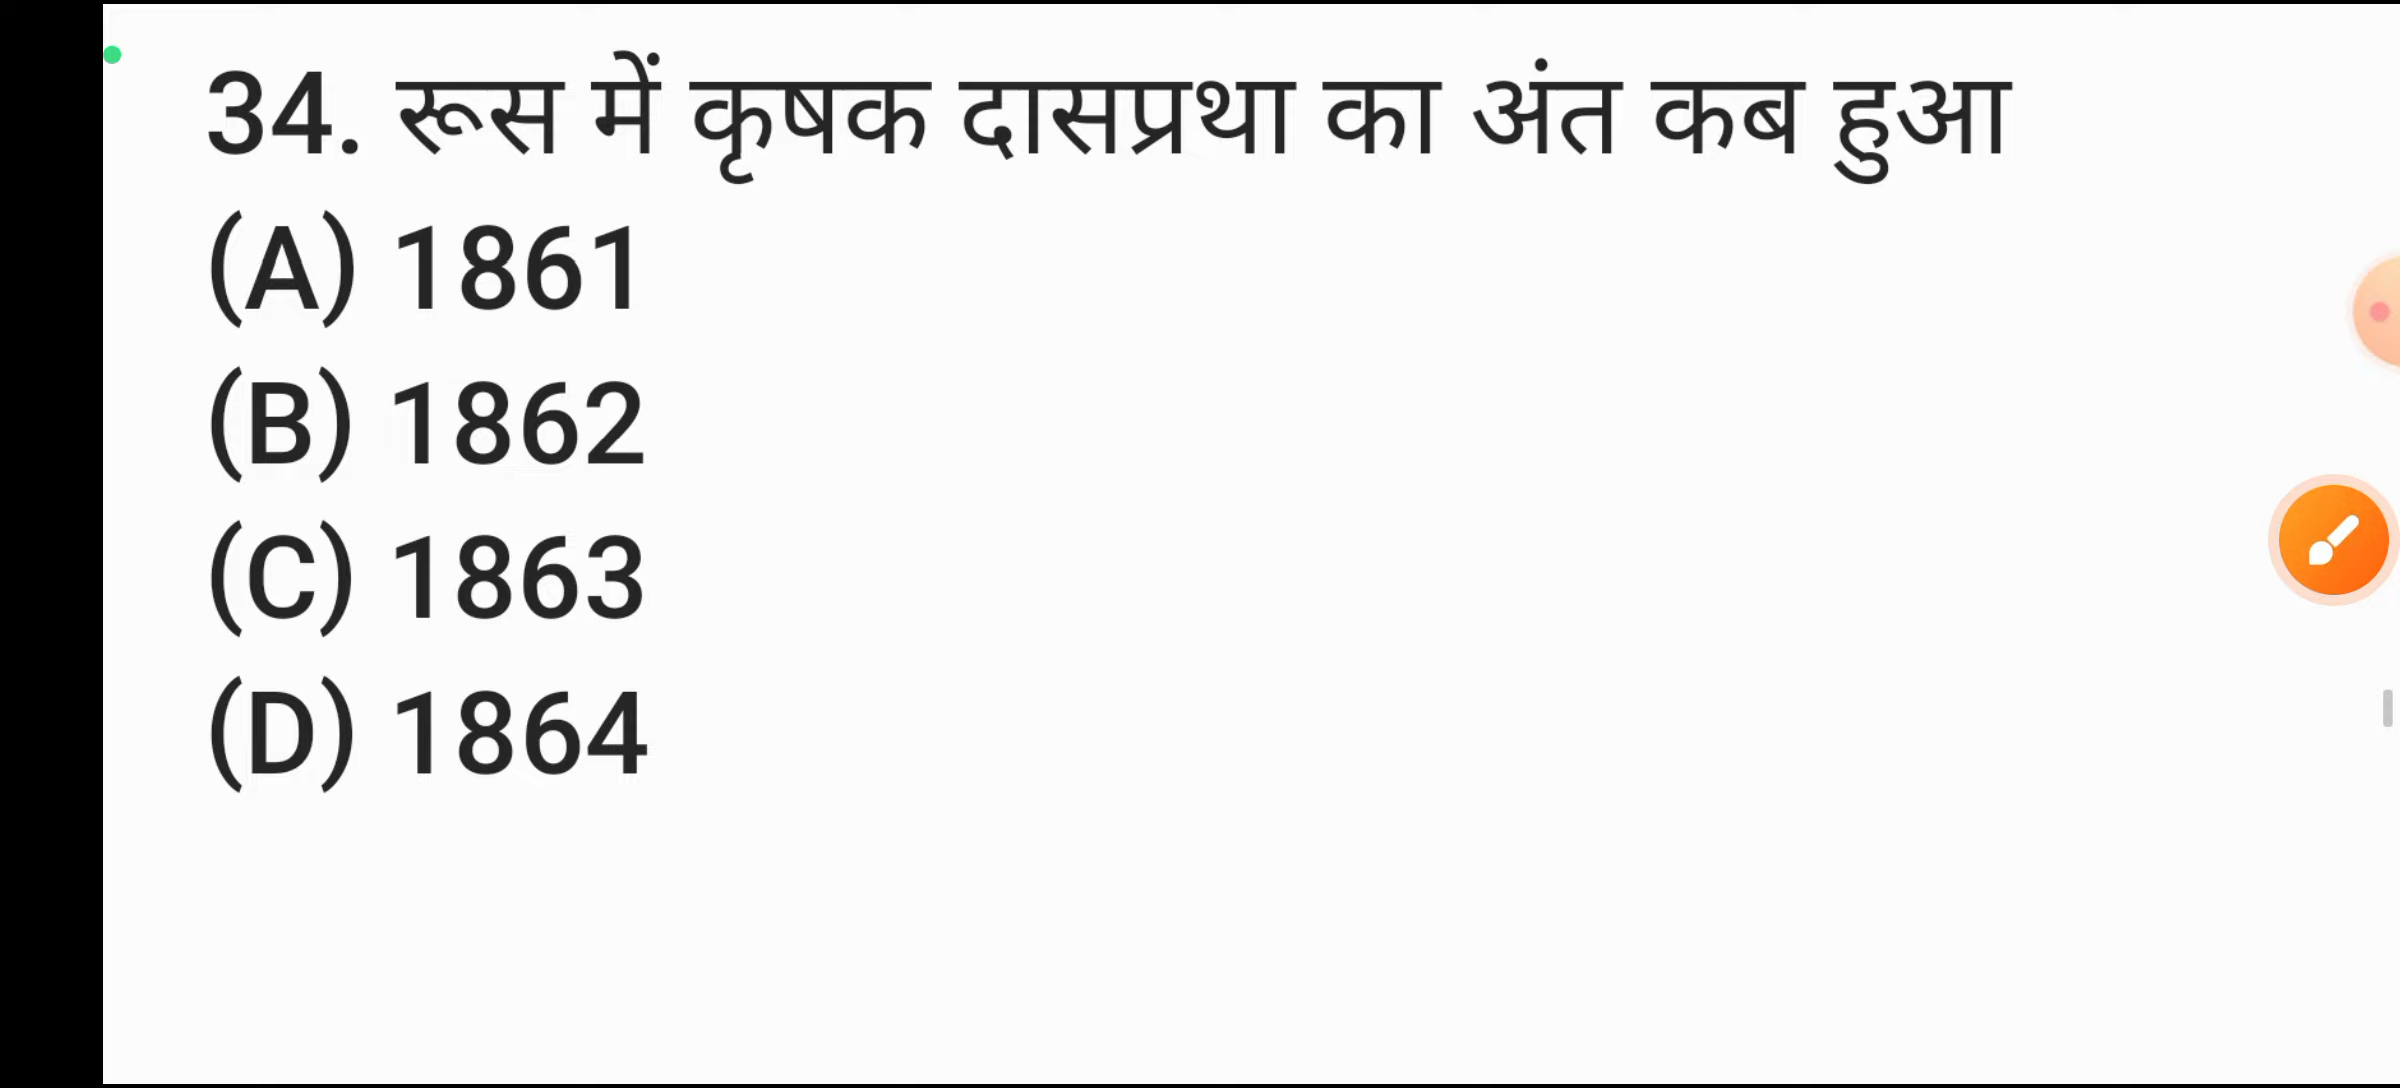 34. रूस में कृषक दासप्रथा का अंत कब हुआ
(A) 1861
(B) 1862
(C) 1863
(D) 1864